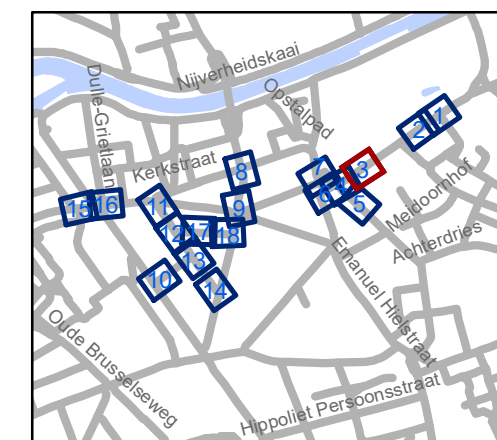 Nijverheidskaai
Dulle-Grietlaan
Opstalpad
Kerkstraat
Meidoornhof
Achterdries
Emanuel Hielstraat
Oude Brusselseweg
Hippoliet Persoonsstraat
1
2
3
4
5
6
7
8
9
10
11
12
13
14
15
16
17
18